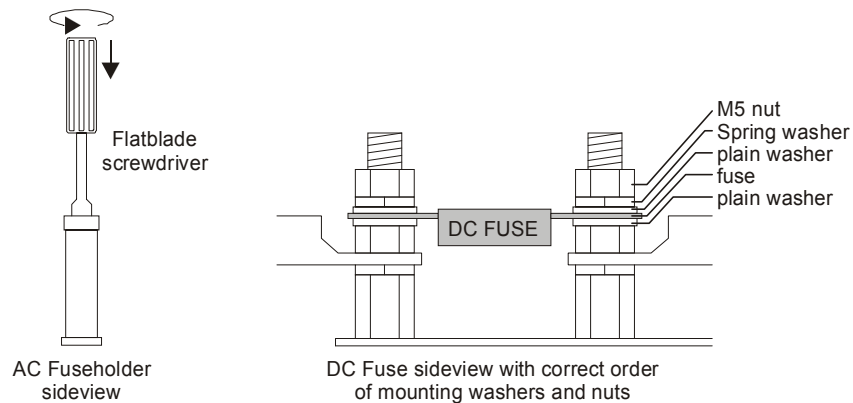 Flatblade
screwdriver
AC Fuseholder
sideview
M5 nut
Spring washer
plain washer
fuse
plain washer
DC FUSE
DC Fuse sideview with correct order
of mounting washers and nuts